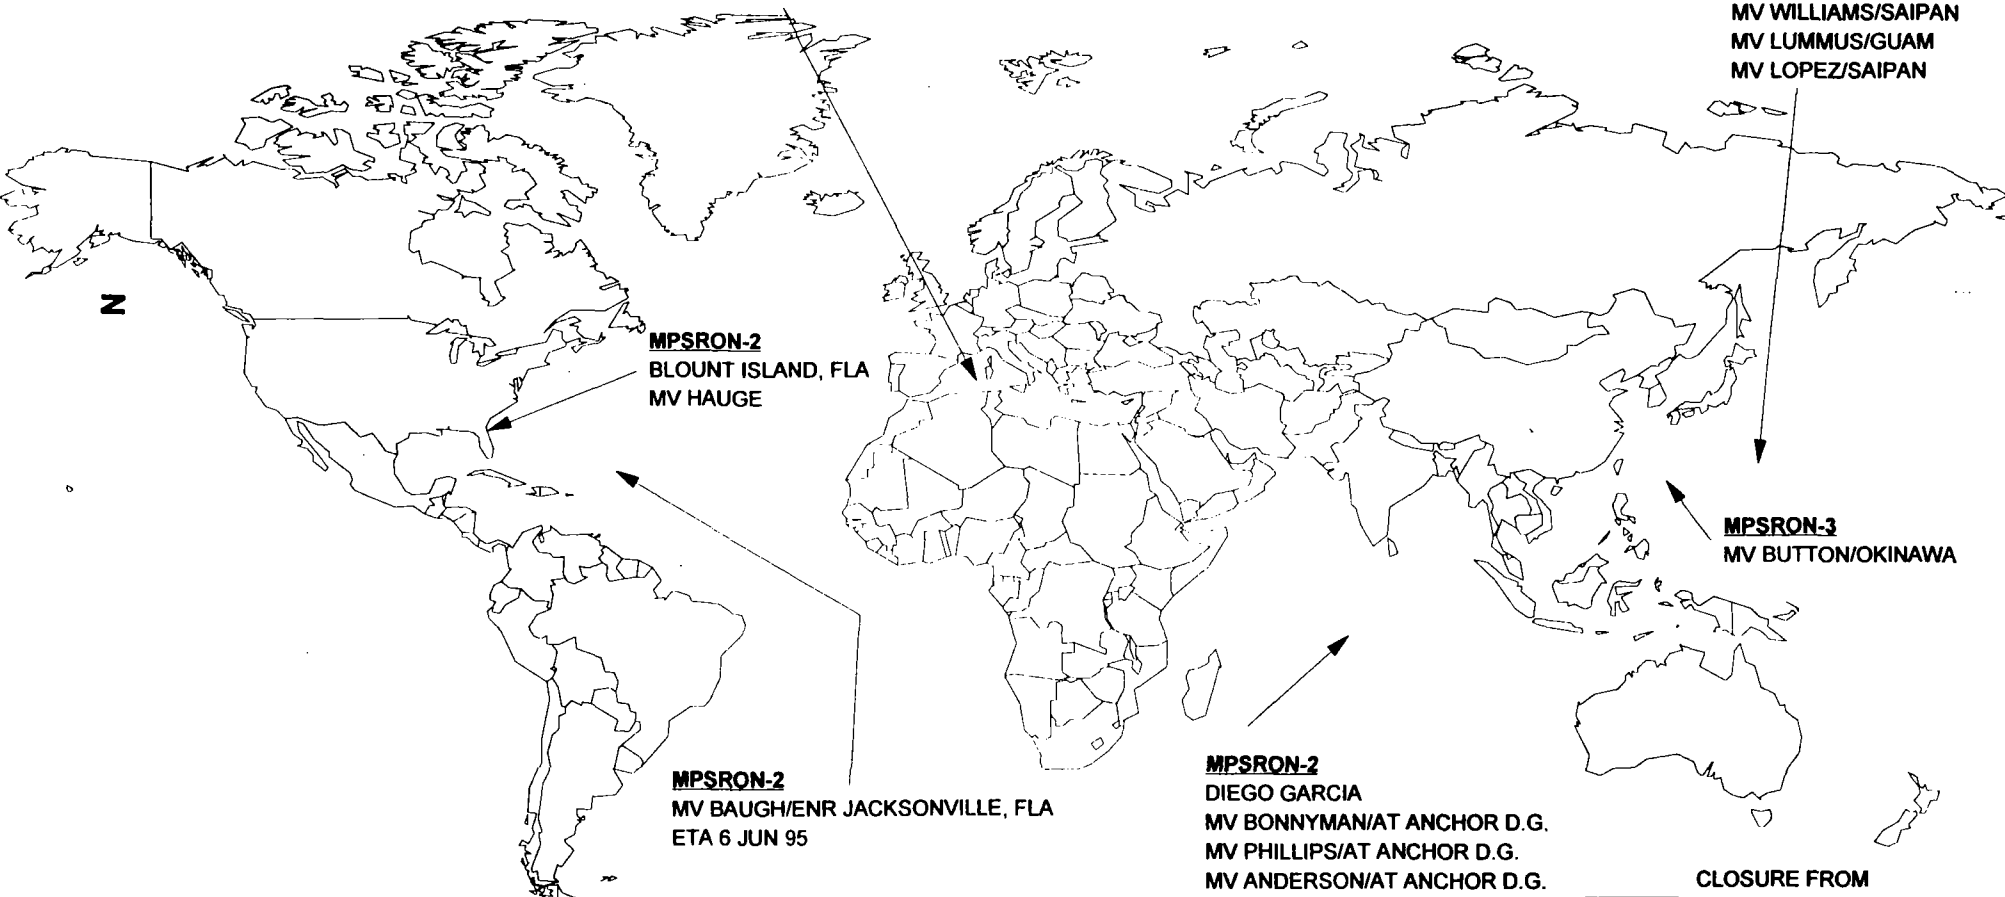 MV WILLIAMS/SAIPAN
MV LUMMUS/GUAM
MV LOPEZ/SAIPAN
N
MPSRON-2
BLOUNT ISLAND, FLA
MV HAUGE
MPSRON-3
MV BUTTON/OKINAWA
MPSRON-2
MV BAUGH/ENR JACKSONVILLE, FLA
ETA 6 JUN 95
MPSRON-2
DIEGO GARCIA
MV BONNYMAN/AT ANCHOR D.G.
MV PHILLIPS/AT ANCHOR D.G.
MV ANDERSON/AT ANCHOR D.G.
CLOSURE FROM